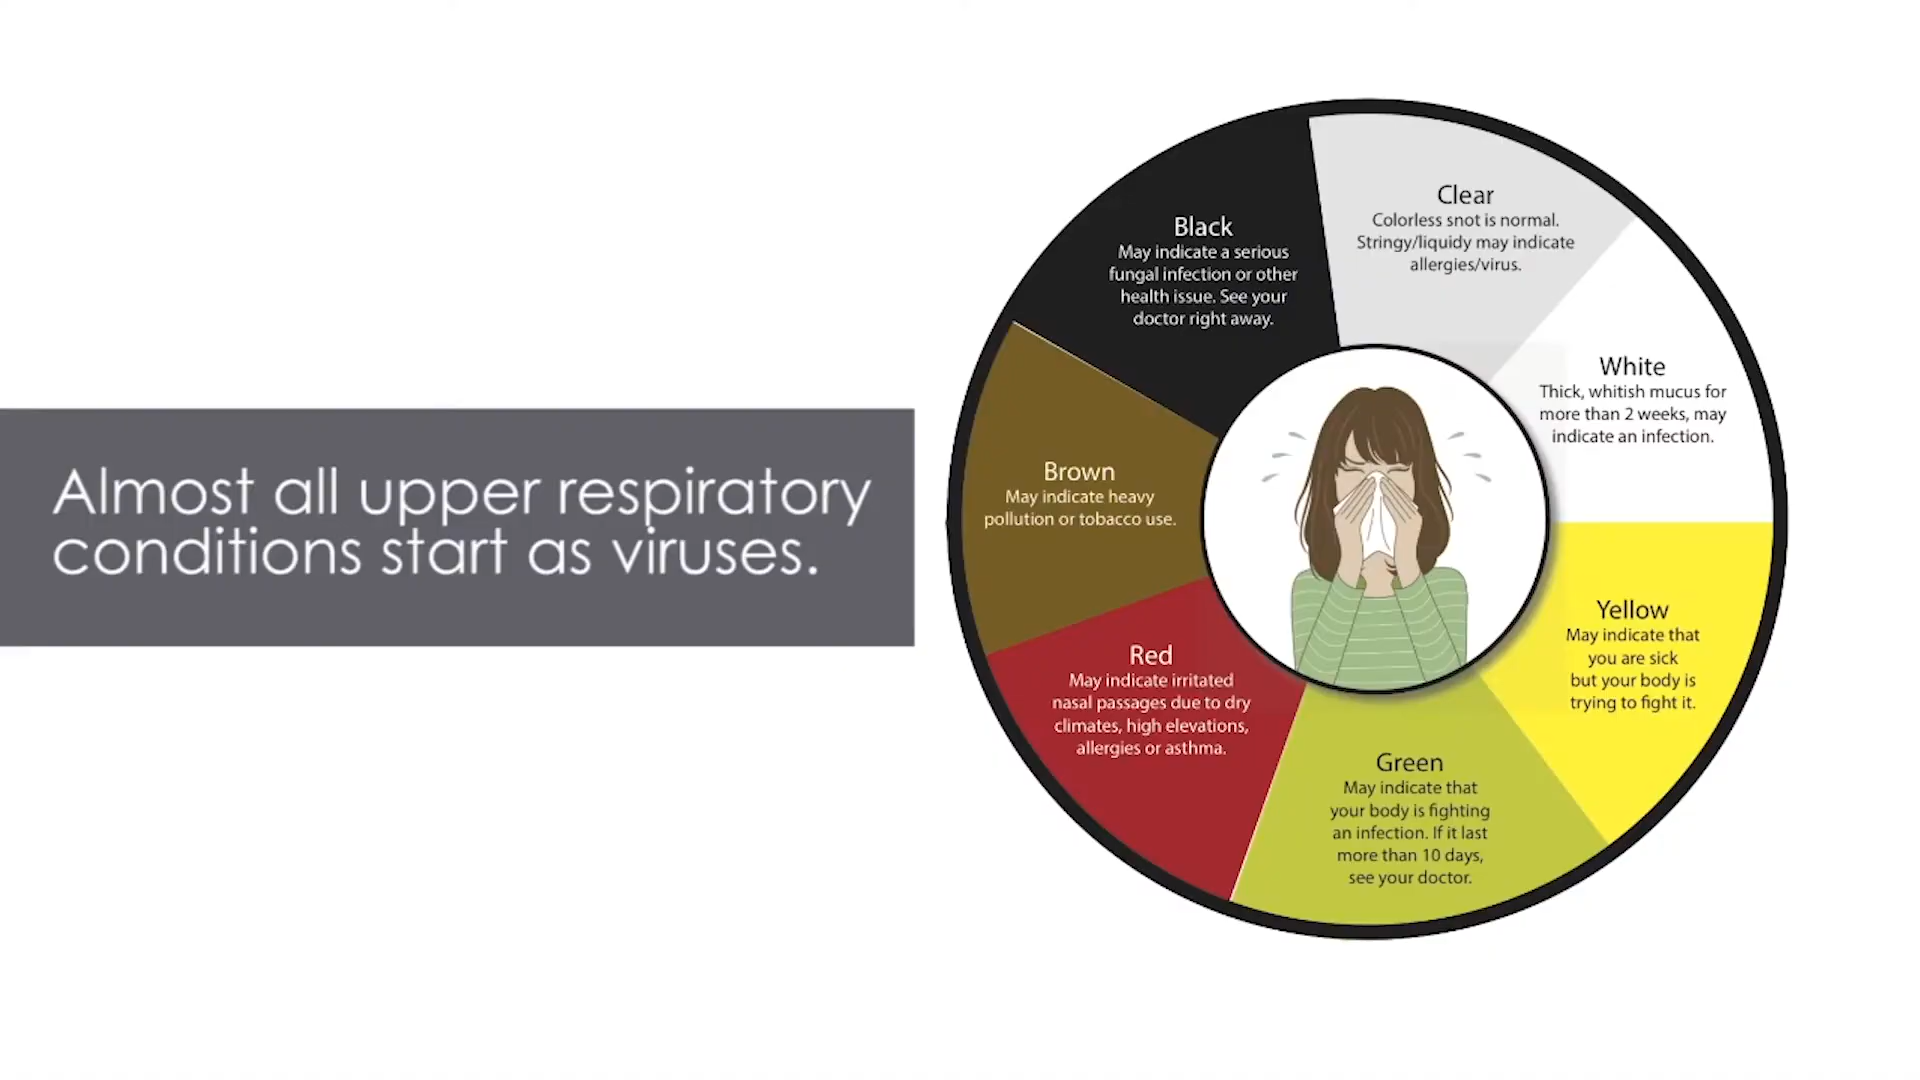 Almost all upper respiratory
conditions start as viruses.
Clear
Colorless snot is normal.
Stringy/liquidy may indicate
allergies/virus.
White
Thick, whitish mucus for
more than 2 weeks, may
indicate an infection.
Yellow
May indicate that
you are sick
but your body is
trying to fight it.
Green
May indicate that
your body is fighting
an infection. If it last
more than 10 days,
see your doctor.
Red
May indicate irritated
nasal passages due to dry
climates, high elevations,
allergies or asthma.
Brown
May indicate heavy
pollution or tobacco use.
Black
May indicate a serious
fungal infection or other
health issue. See your
doctor right away.